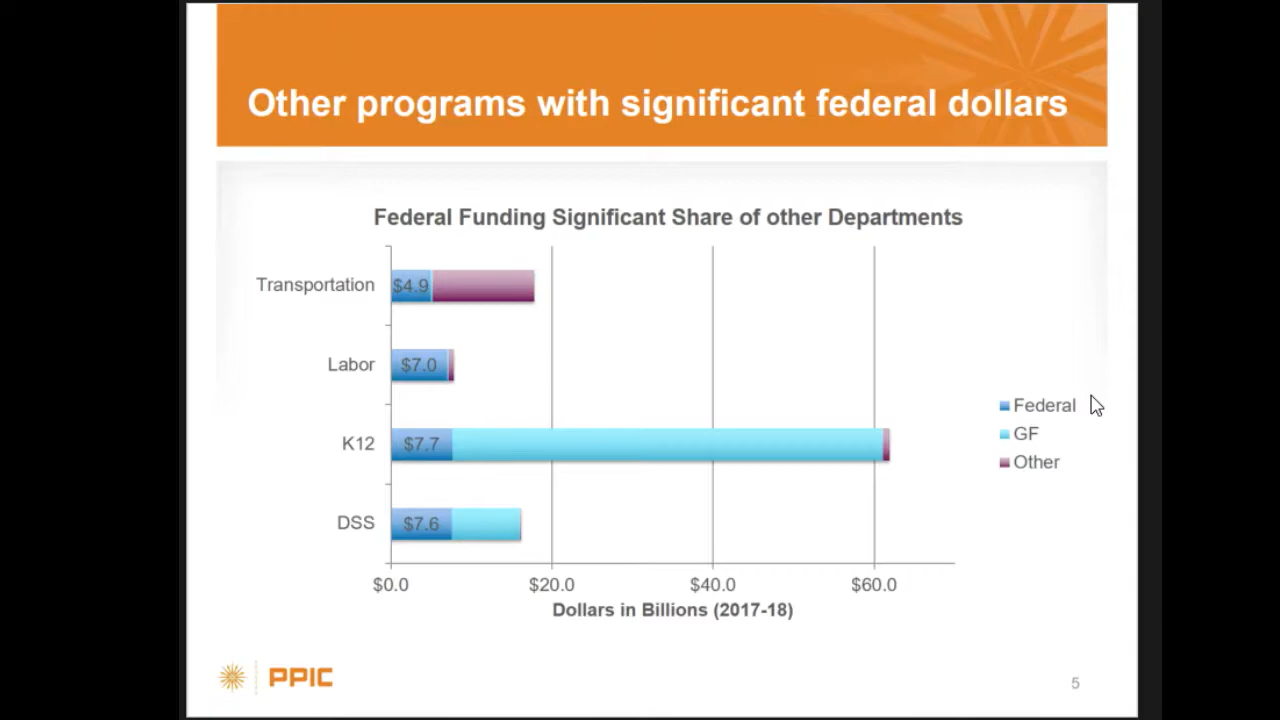 Other programs with significant federal dollars
Federal Funding Significant Share of other Departments
Transportation
$4.9
Labor
$7.0
K12
$7.7
DSS
$7.6
$0.0
$20.0
$40.0
$60.0
Dollars in Billions (2017-18)
Federal
GF
Other
PPIC
5